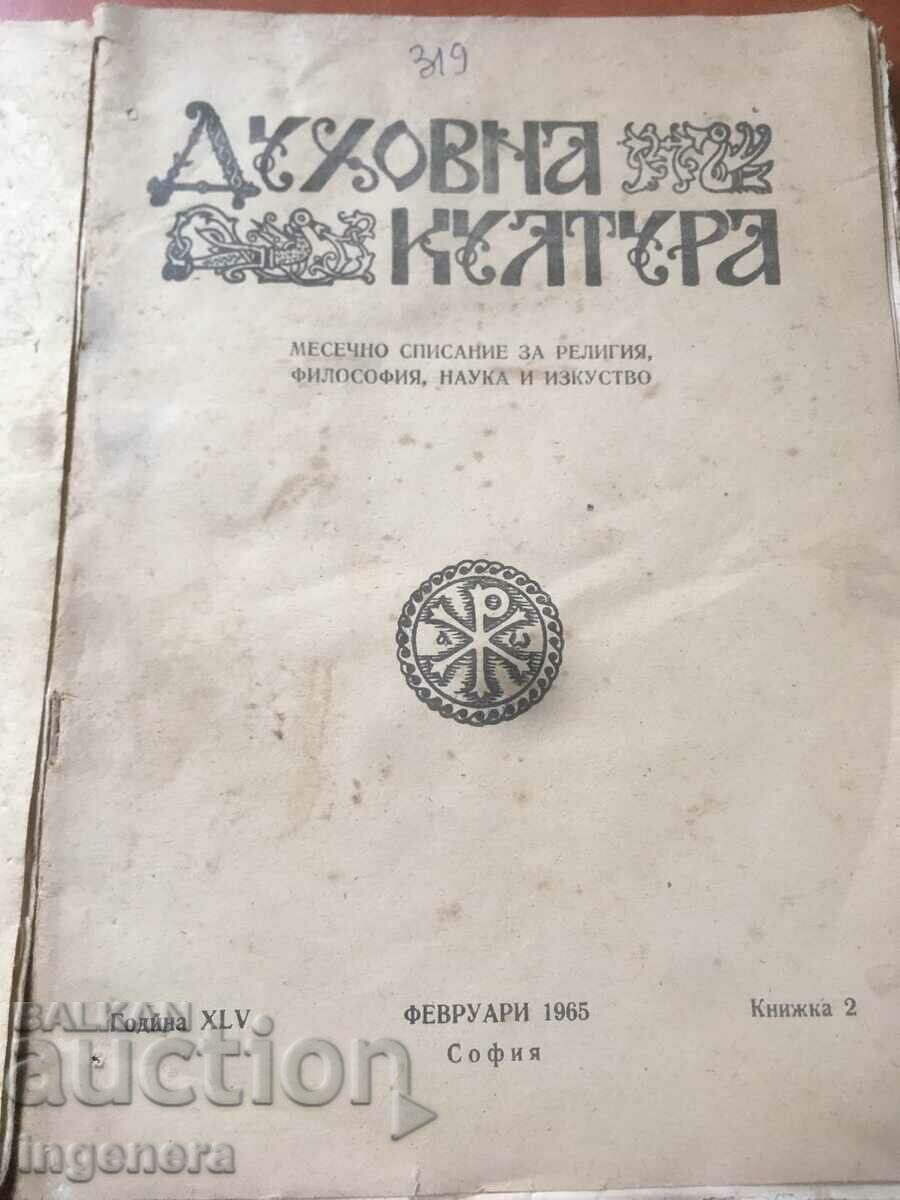 319
ДУХОВНА
КУЛТУРА
МЕСЕЧНО СПИСАНИЕ ЗА РЕЛИГИЯ,
ФИЛОСОФИЯ, НАУКА И ИЗКУСТВО
Година XLV ФЕВРУАРИ 1965 Книжка 2
София
BALKAN
auction
ingenera